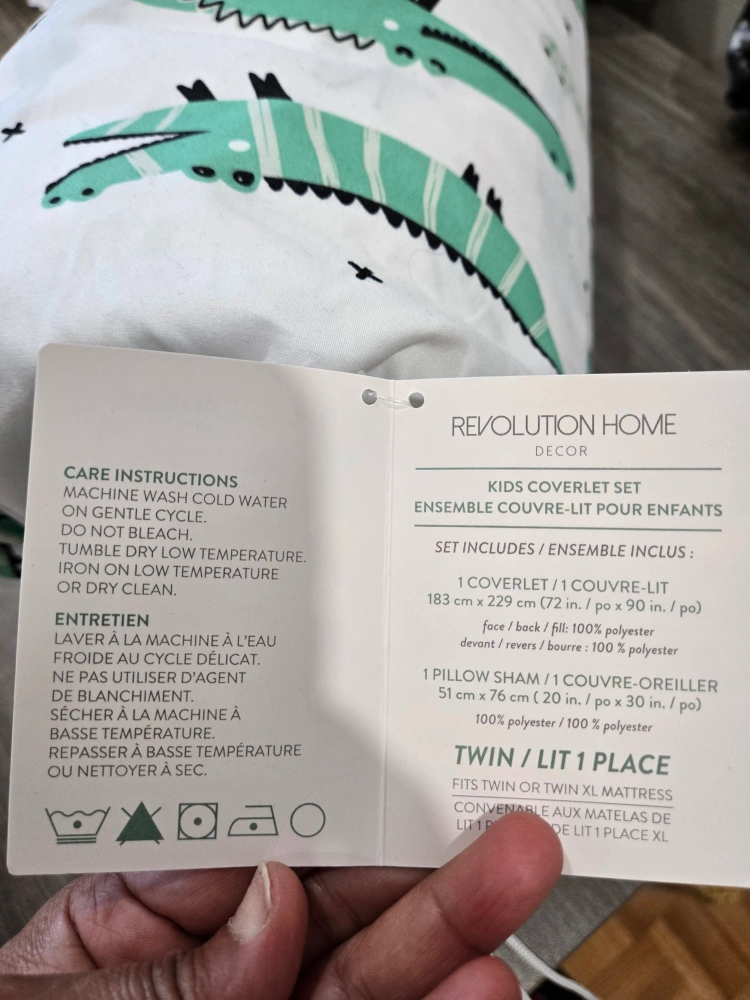 CARE INSTRUCTIONS
MACHINE WASH COLD WATER
ON GENTLE CYCLE.
DO NOT BLEACH.
TUMBLE DRY LOW TEMPERATURE.
IRON ON LOW TEMPERATURE
OR DRY CLEAN.
ENTRETIEN
LAVER À LA MACHINE À L'EAU
FROIDE AU CYCLE DÉLICAT.
NE PAS UTILISER D'AGENT
DE BLANCHIMENT.
SÉCHER À LA MACHINE À
BASSE TEMPÉRATURE.
REPASSER À BASSE TEMPÉRATURE
OU NETTOYER À SEC.
REVOLUTION HOME
DECOR
KIDS COVERLET SET
ENSEMBLE COUVRE-LIT POUR ENFANTS
SET INCLUDES / ENSEMBLE INCLUS :
1 COVERLET / 1 COUVRE-LIT
183 cm x 229 cm (72 in. / po x 90 in. / po)
face / back / fill: 100% polyester
devant / revers / bourre : 100 % polyester
1 PILLOW SHAM / 1 COUVRE-OREILLER
51 cm x 76 cm ( 20 in. / po x 30 in. / po)
100% polyester / 100 % polyester
TWIN / LIT 1 PLACE
FITS TWIN OR TWIN XL MATTRESS
CONVENABLE AUX MATELAS DE
LIT 1 DE LIT 1 PLACE XL